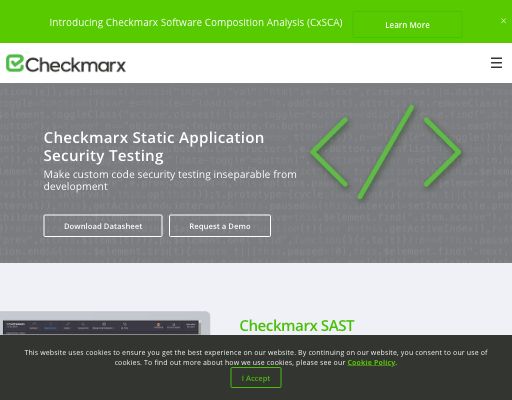 Introducing Checkmarx Software Composition Analysis (CxSCA)
Learn More
×
Checkmarx
Checkmarx Static Application
Security Testing
Make custom code security testing inseparable from
development
Download Datasheet
Request a Demo
Checkmarx SAST
This website uses cookies to ensure you get the best experience on our website. By continuing on our website, you consent to our use of
cookies. To find out more about how we use cookies, please see our Cookie Policy.
I Accept